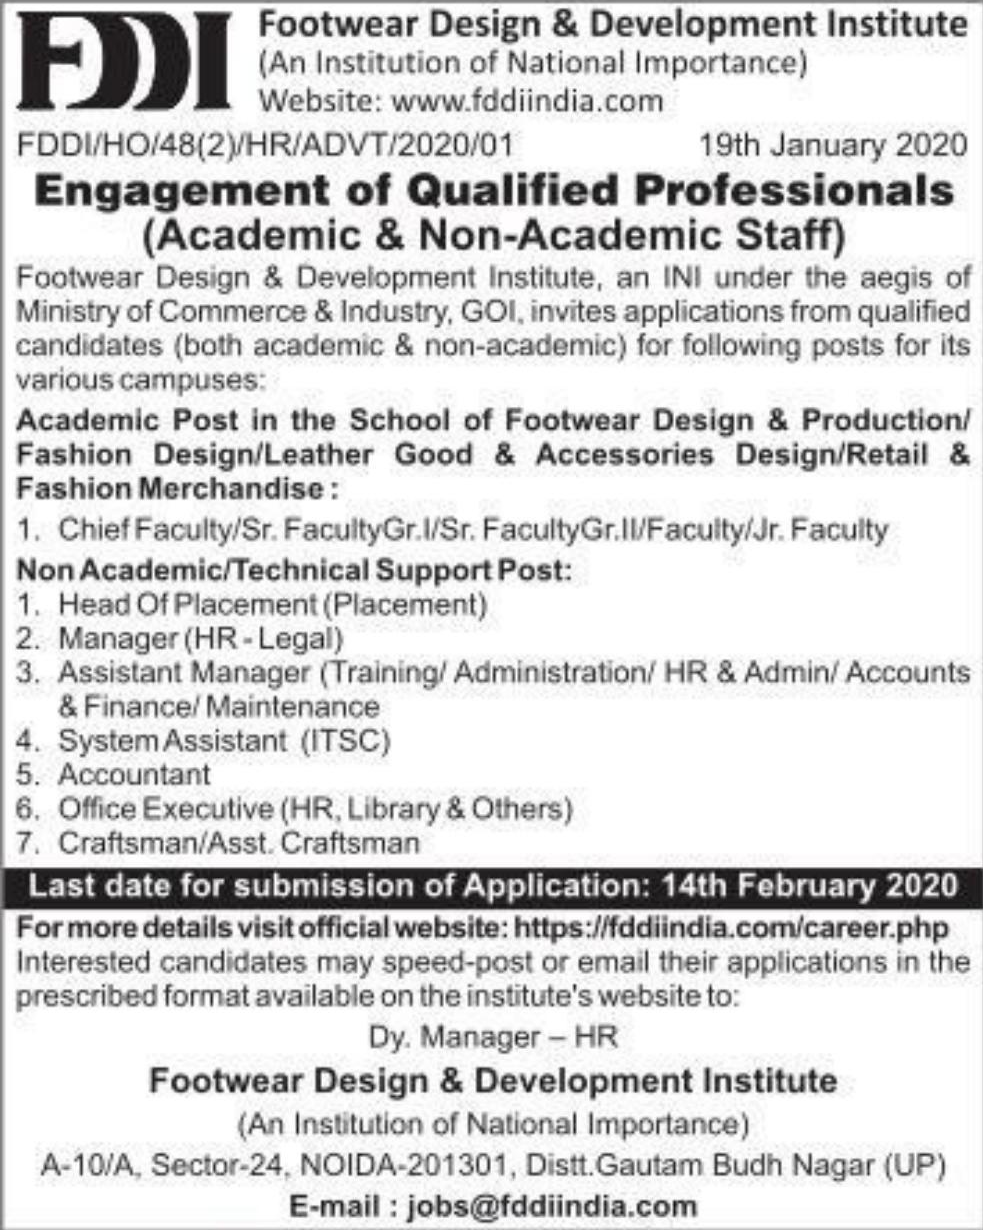 FDDI
Footwear Design & Development Institute
(An Institution of National Importance)
Website: www.fddiindia.com
FDDI/HO/48(2)/HR/ADVT/2020/01 19th January 2020
Engagement of Qualified Professionals
(Academic & Non-Academic Staff)
Footwear Design & Development Institute, an INI under the aegis of
Ministry of Commerce & Industry, GOI, invites applications from qualified
candidates (both academic & non-academic) for following posts for its
various campuses:
Academic Post in the School of Footwear Design & Production/
Fashion Design/Leather Good & Accessories Design/Retail &
Fashion Merchandise :
1. Chief Faculty/Sr. FacultyGr.I/Sr. FacultyGr.II/Faculty/Jr. Faculty
Non Academic/Technical Support Post:
1. Head Of Placement (Placement)
2. Manager (HR - Legal)
3. Assistant Manager (Training/ Administration/ HR & Admin/ Accounts
& Finance/ Maintenance
4. System Assistant (ITSC)
5. Accountant
6. Office Executive (HR, Library & Others)
7. Craftsman/Asst. Craftsman
Last date for submission of Application: 14th February 2020
For more details visit official website: https://fddiindia.com/career.php
Interested candidates may speed-post or email their applications in the
prescribed format available on the institute's website to:
Dy. Manager – HR
Footwear Design & Development Institute
(An Institution of National Importance)
A-10/A, Sector-24, NOIDA-201301, Distt.Gautam Budh Nagar (UP)
E-mail : jobs@fddiindia.com